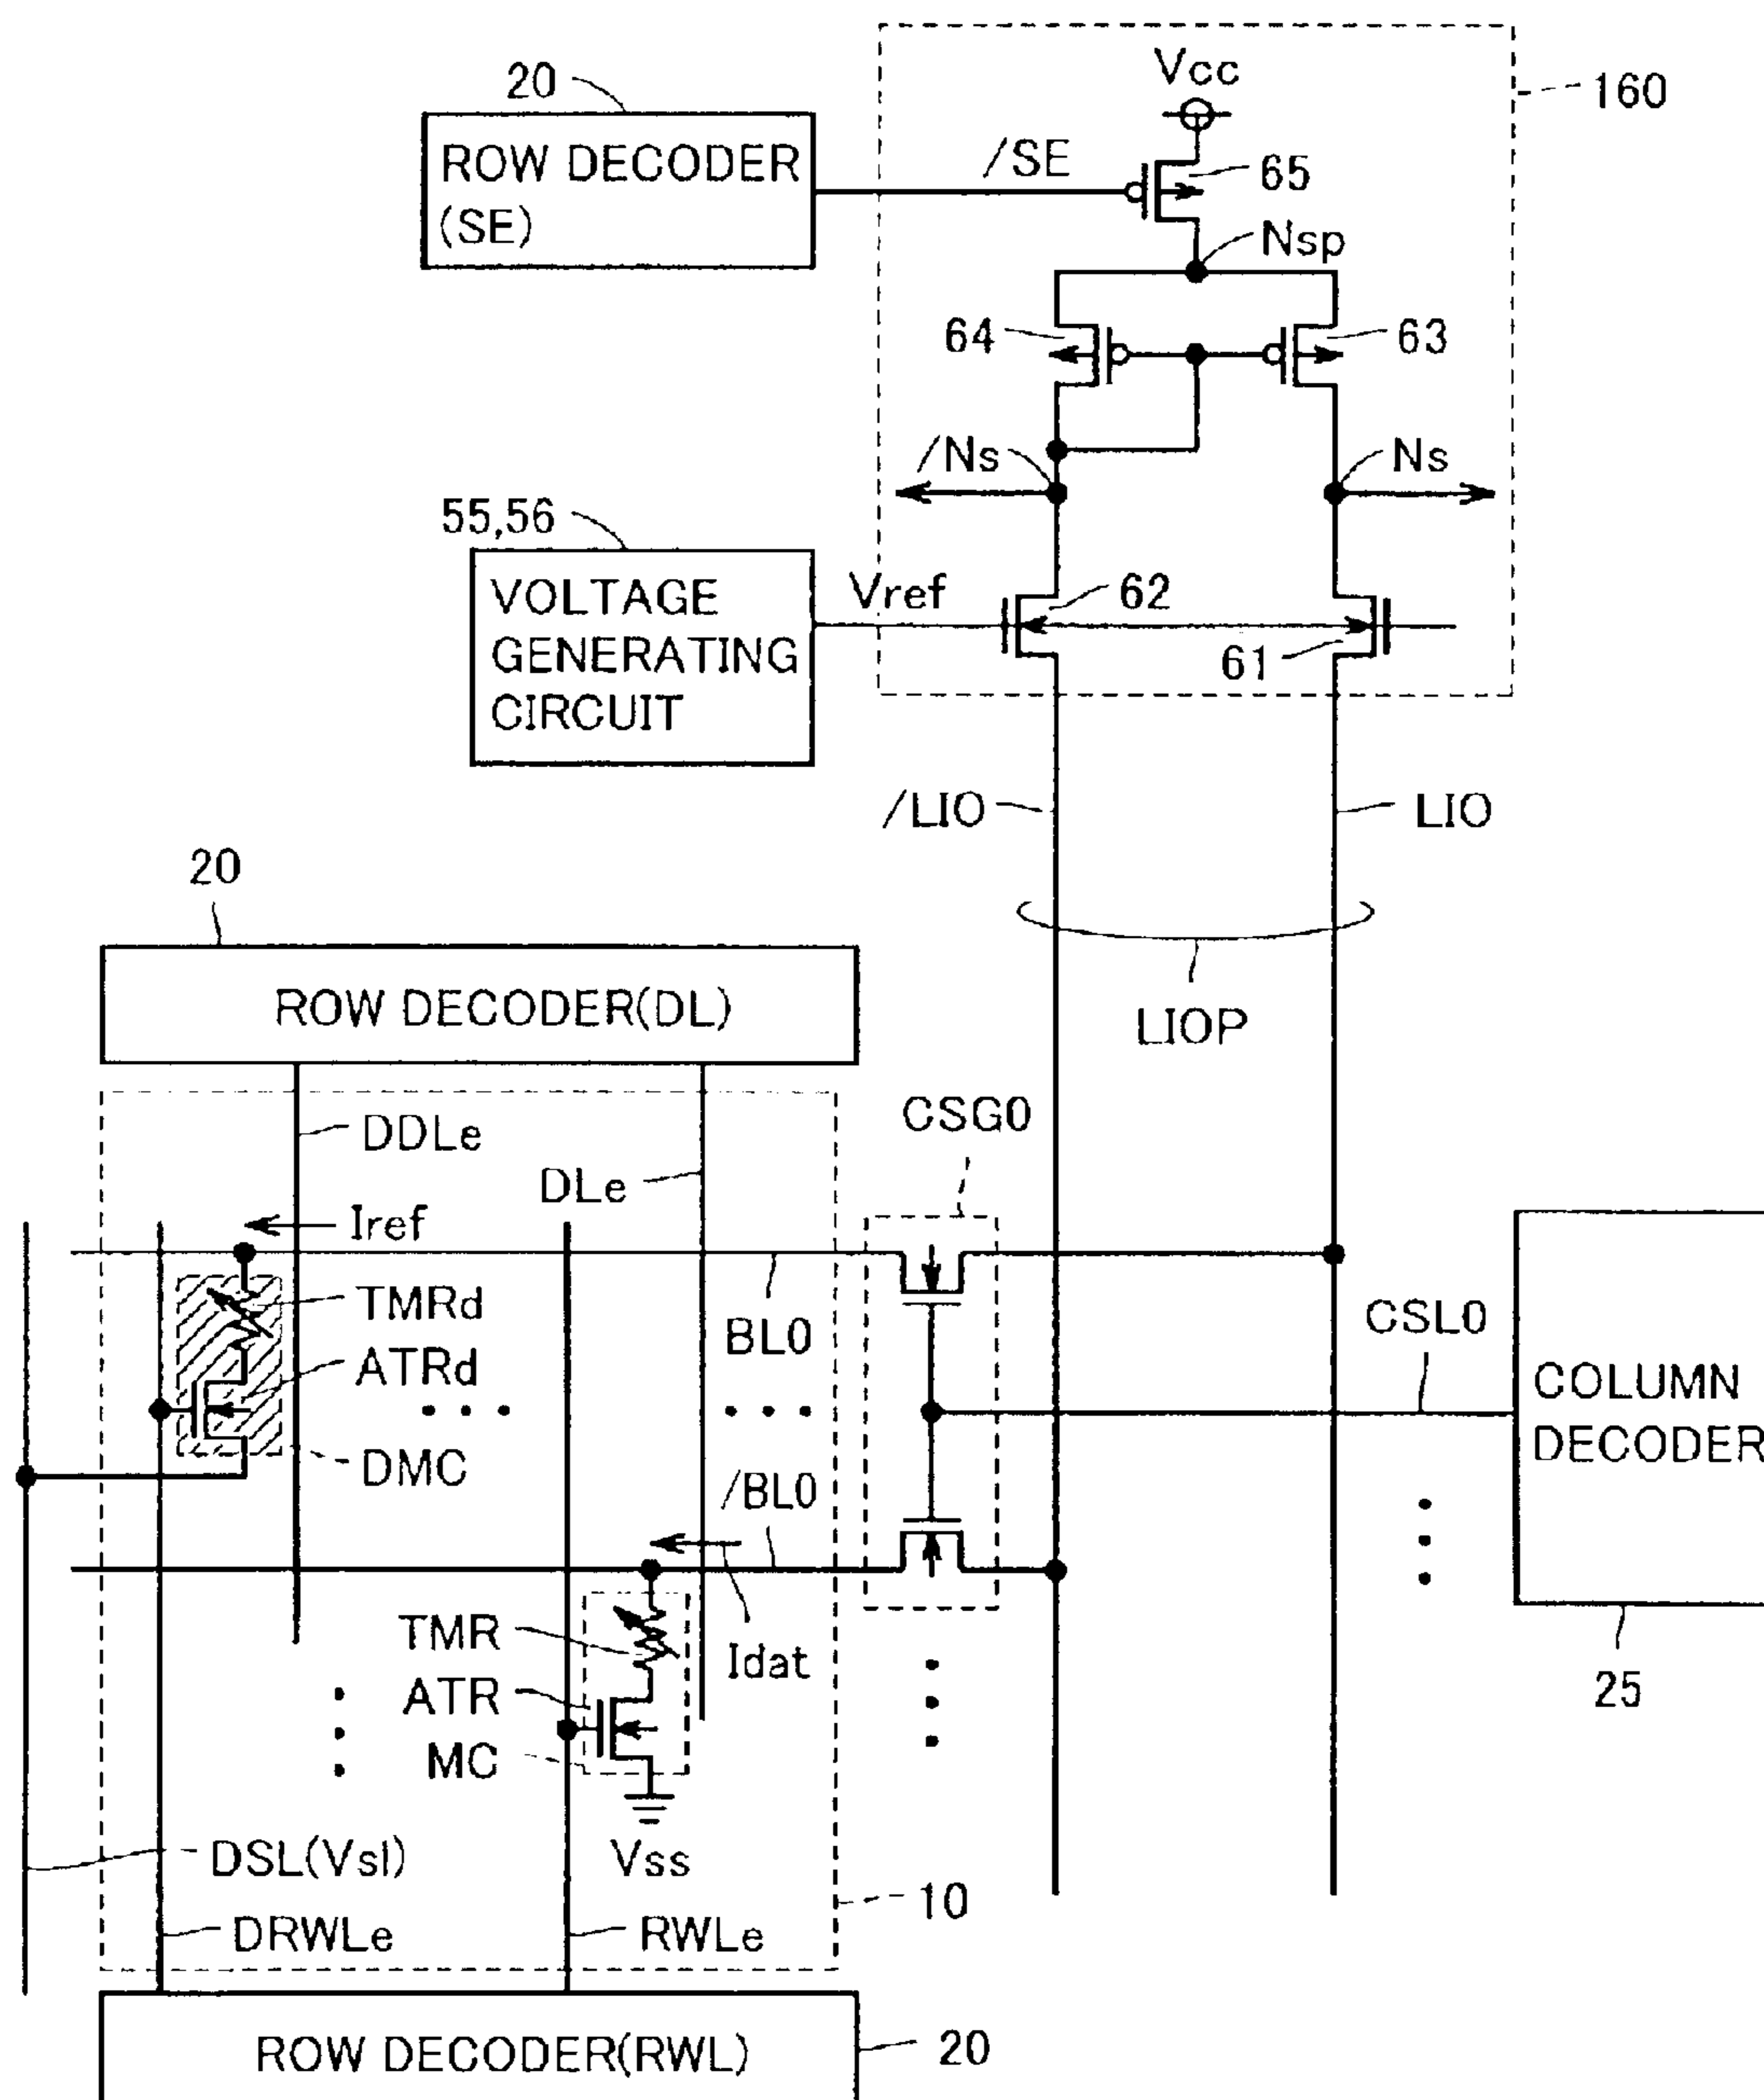 20
ROW DECODER
(SE)
/SE
Vcc
160
65
Nsp
64
63
/Ns
Ns
55,56
VOLTAGE
GENERATING
CIRCUIT
Vref
62
61
/LIO
LIO
LIOP
20
ROW DECODER(DL)
DDLe
DLe
CSG0
Iref
TMRd
ATRd
DMC
BL0
/BL0
CSL0
COLUMN
DECODER
25
TMR
ATR
MC
Idat
Vss
DSL(Vsl)
DRWLe
RWLe
10
ROW DECODER(RWL)
20